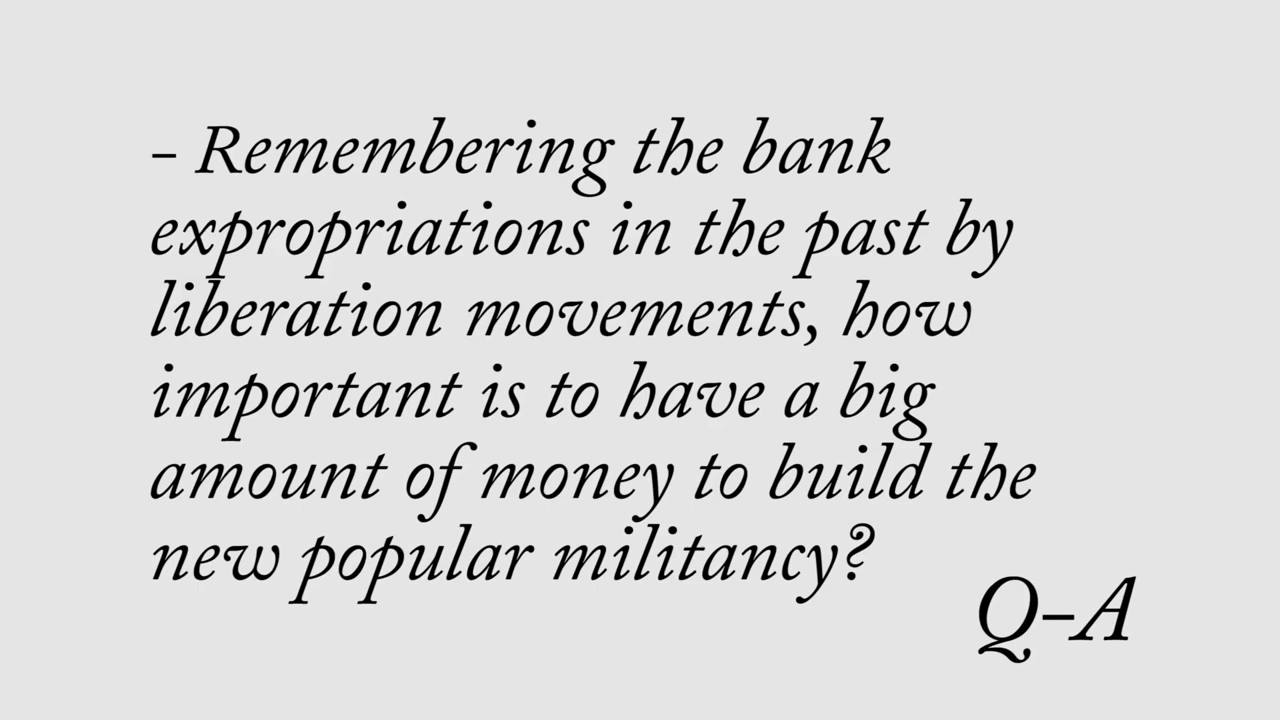 – Remembering the bank
expropriations in the past by
liberation movements, how
important is to have a big
amount of money to build the
new popular militancy?
Q–A